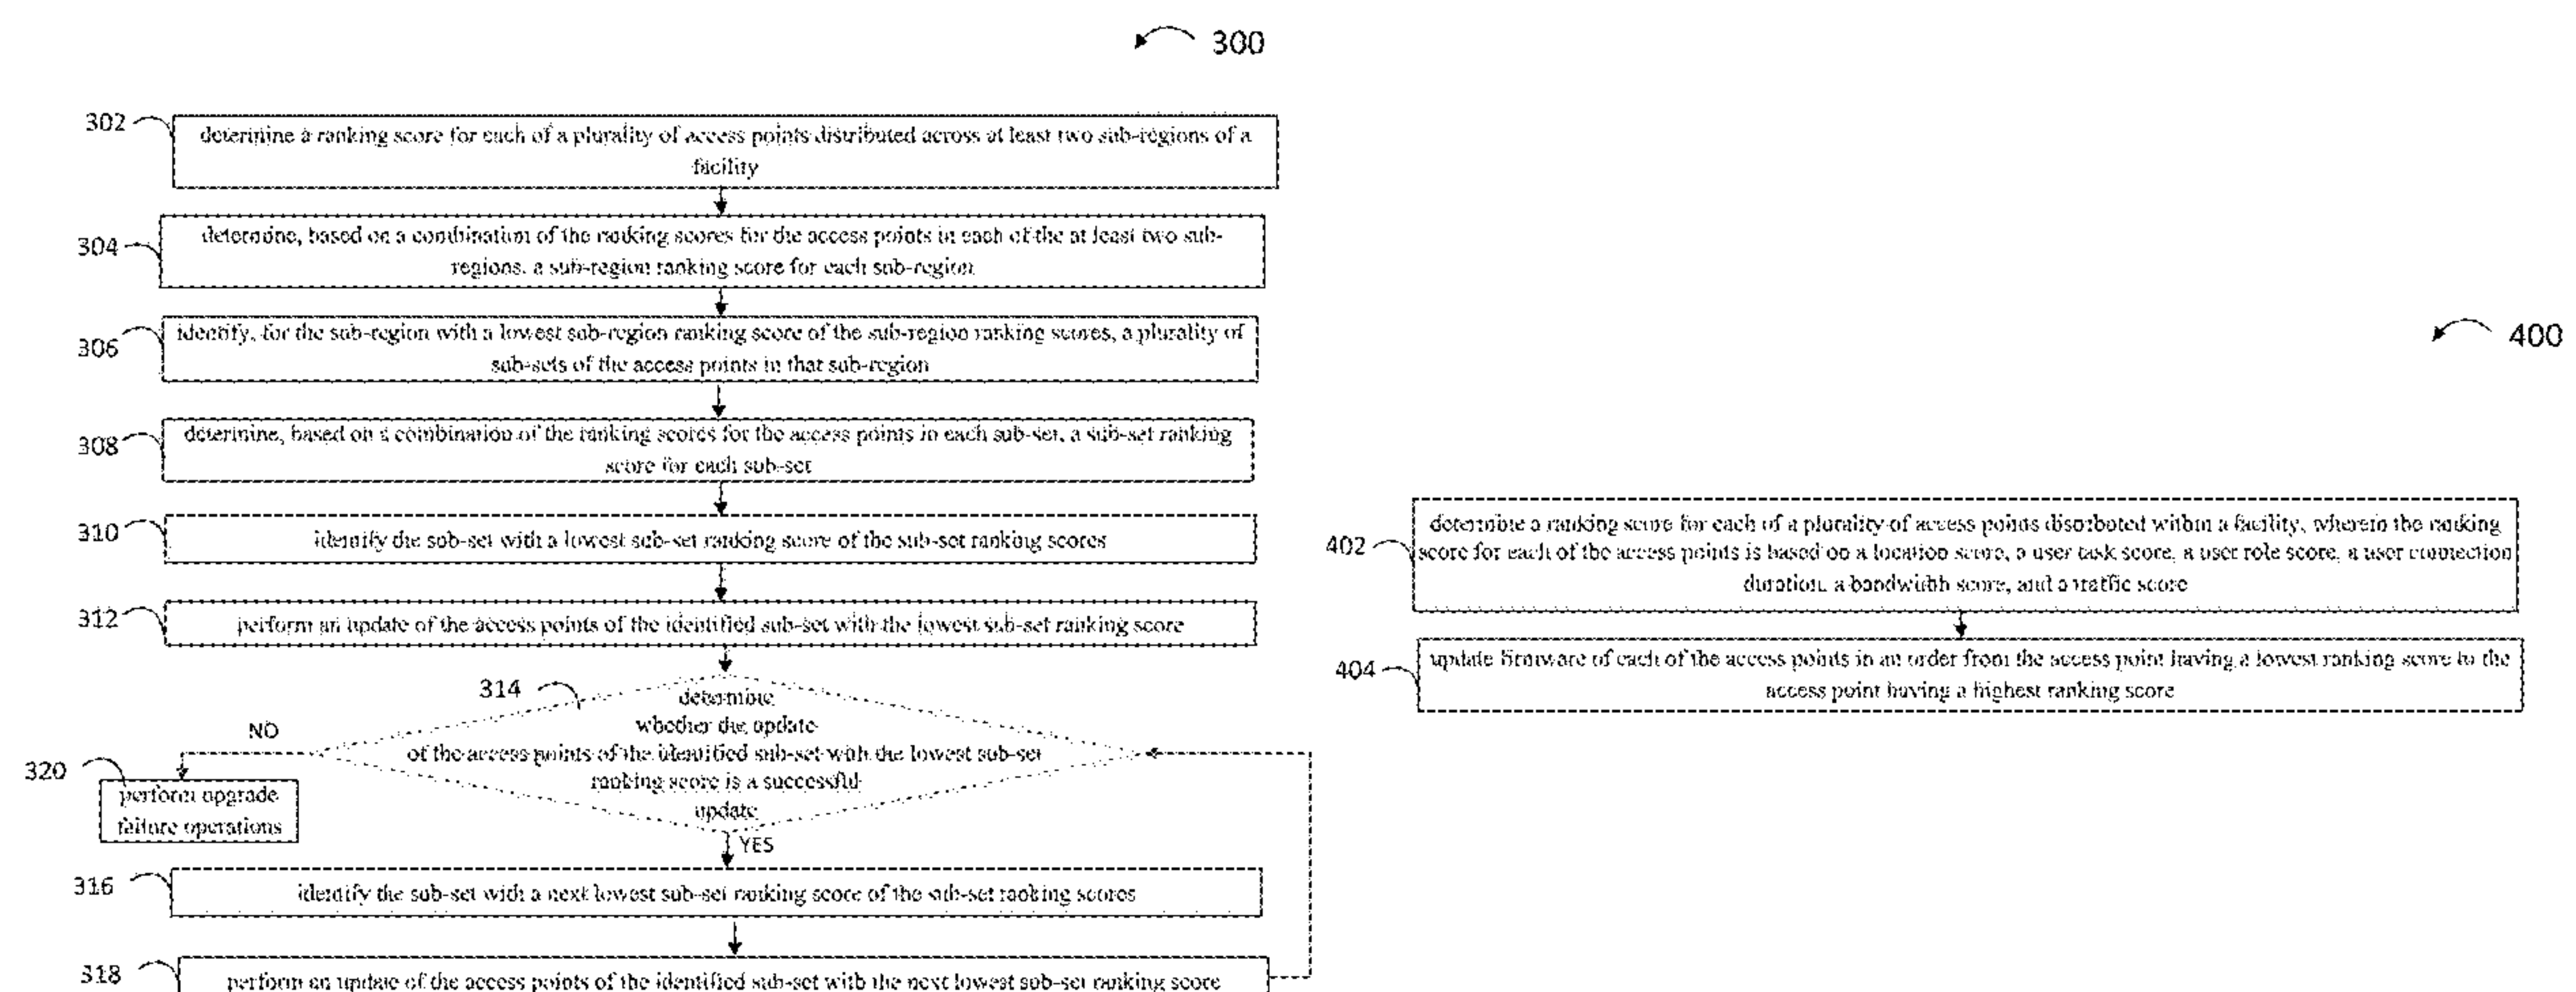 300
302
determine a ranking score for each of a plurality of access points distributed across at least two sub-regions of a
facility
304
determine, based on a combination of the ranking scores for the access points in each of the at least two sub-
regions, a sub-region ranking score for each sub-region
306
identify, for the sub-region with a lowest sub-region ranking score of the sub-region ranking scores, a plurality of
sub-sets of the access points in that sub-region
308
determine, based on a combination of the ranking scores for the access points in each sub-set, a sub-set ranking
score for each sub-set
310
identify the sub-set with a lowest sub-set ranking score of the sub-set ranking scores
312
perform an update of the access points of the identified sub-set with the lowest sub-set ranking score
314
determine
whether the update
of the access points of the identified sub-set with the lowest sub-set
ranking score is a successful
update
NO
320
perform upgrade
failure operations
YES
316
identify the sub-set with a next lowest sub-set ranking score of the sub-set ranking scores
318
perform an update of the access points of the identified sub-set with the next lowest sub-set ranking score
400
402
determine a ranking score for each of a plurality of access points distributed within a facility, wherein the ranking
score for each of the access points is based on a location score, a user task score, a user role score, a user connection
duration, a bandwidth score, and a traffic score
404
update firmware of each of the access points in an order from the access point having a lowest ranking score to the
access point having a highest ranking score